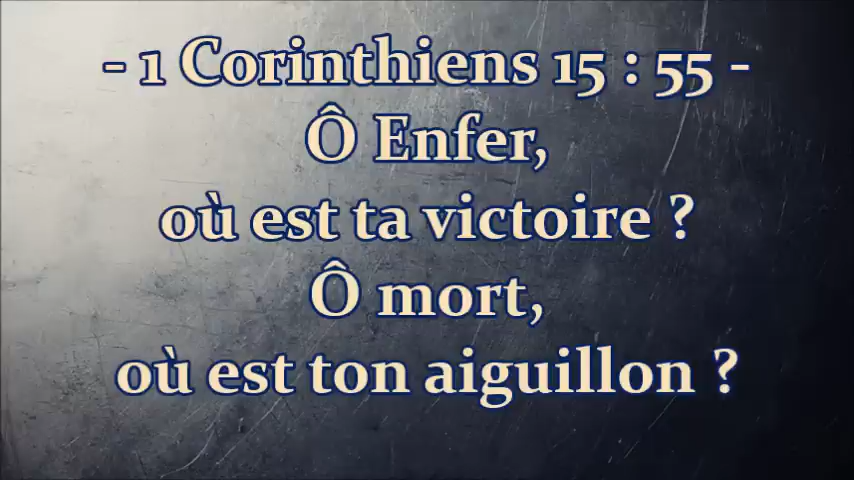 - 1 Corinthiens 15 : 55 -
Ô Enfer,
où est ta victoire ?
Ô mort,
où est ton aiguillon ?